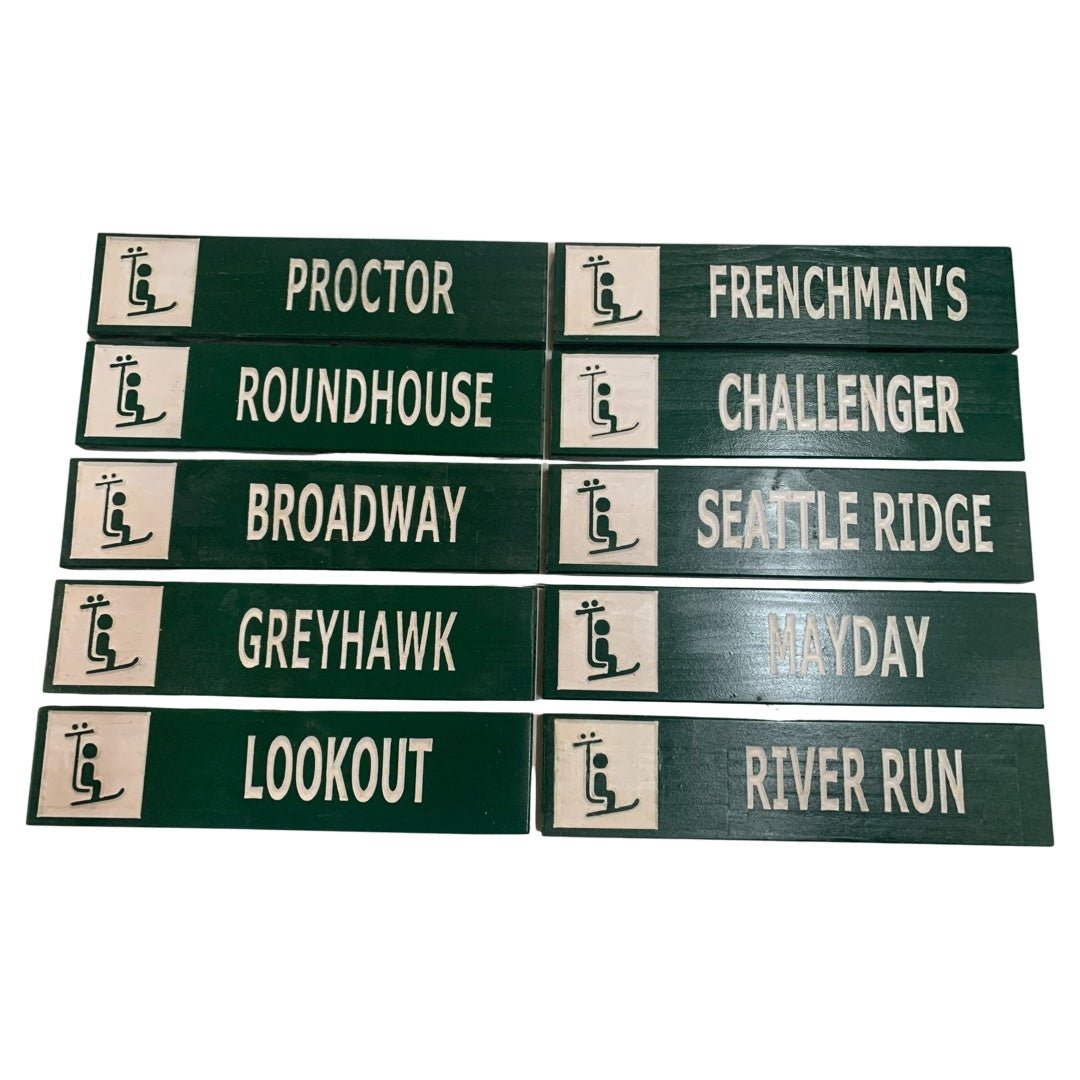 PROCTOR
ROUNDHOUSE
BROADWAY
GREYHAWK
LOOKOUT
FRENCHMAN'S
CHALLENGER
SEATTLE RIDGE
MAYDAY
RIVER RUN